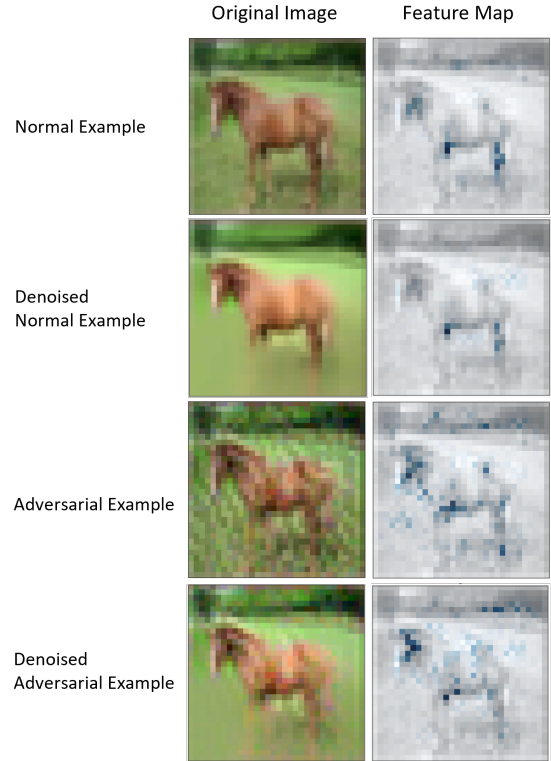 Original Image
Feature Map
Normal Example
Denoised
Normal Example
Adversarial Example
Denoised
Adversarial Example